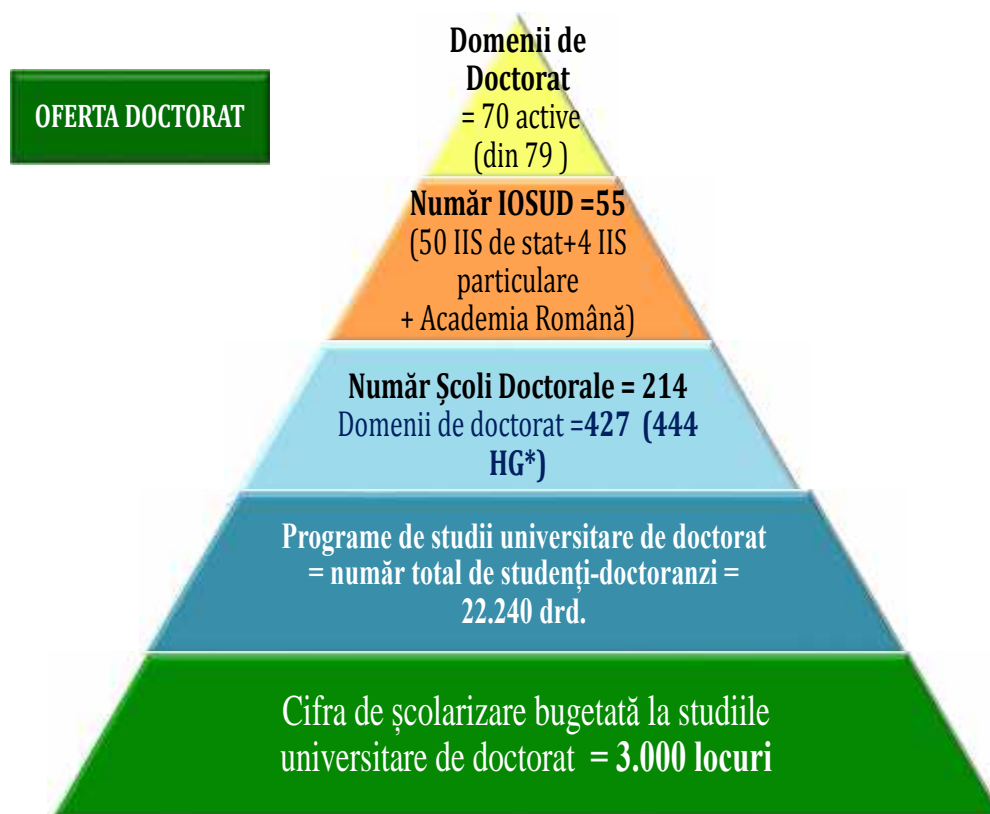 OFERTA DOCTORAT
Domenii de
Doctorat
= 70 active
(din 79 )
Număr IOSUD =55
(50 IIS de stat+4 IIS
particulare
+ Academia Română)
Număr Școli Doctorale = 214
Domenii de doctorat =427 (444
HG*)
Programe de studii universitare de doctorat
= număr total de studenți-doctoranzi =
22.240 drd.
Cifra de școlarizare bugetată la studiile
universitare de doctorat = 3.000 locuri